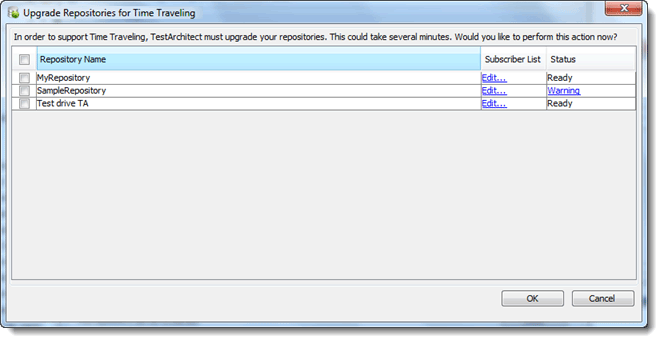 Upgrade Repositories for Time Traveling
In order to support Time Traveling, TestArchitect must upgrade your repositories. This could take several minutes. Would you like to perform this action now?
Repository Name Subscriber List Status
MyRepository Edit... Ready
SampleRepository Edit... Warning
Test drive TA Edit... Ready
OK Cancel